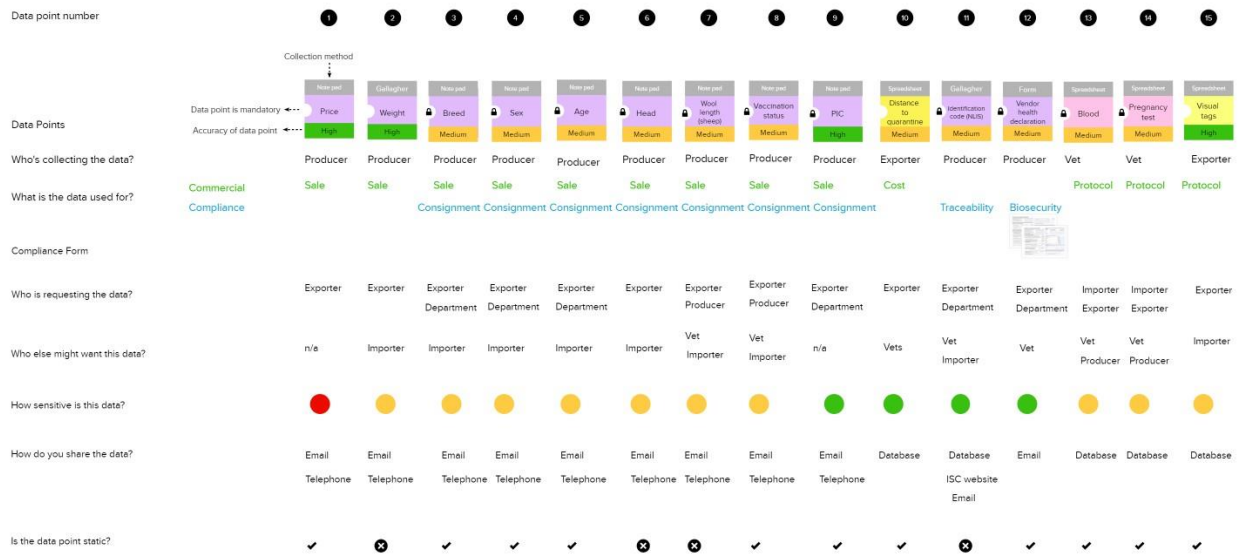 Data point number
1 2 3 4 5 6 7 8 9 10 11 12 13 14 15
Collection method
Note pad Gallagher Note pad Note pad Note pad Note pad Note pad Note pad Note pad Spreadsheet Gallagher Form Spreadsheet Spreadsheet Spreadsheet
Data point is mandatory
Price Weight Breed Sex Age Head Wool length (sheep) Vaccination status PIC Distance to quarantine Identification code (NLIS) Vendor health declaration Blood Pregnancy test Visual tags
Data Points
Accuracy of data point
High High Medium Medium Medium Medium Medium Medium High Medium Medium Medium Medium Medium High
Who's collecting the data?
Producer Producer Producer Producer Producer Producer Producer Producer Producer Exporter Producer Producer Vet Vet Exporter
What is the data used for?
Commercial Sale Sale Sale Sale Sale Sale Sale Sale Sale Cost Protocol Protocol Protocol
Compliance Consignment Consignment Consignment Consignment Consignment Consignment Consignment Traceability Biosecurity
Compliance Form
Who is requesting the data?
Exporter Exporter Exporter Exporter Exporter Exporter Exporter Exporter Exporter Exporter Exporter Exporter Importer Importer Exporter
Department Department Department Producer Producer Department Department Department Exporter Exporter
Who else might want this data?
n/a Importer Importer Importer Importer Importer Vet Vet n/a Vets Vet Vet Vet Vet Importer
Importer Importer Importer Producer Producer
How sensitive is this data?
How do you share the data?
Email Email Email Email Email Email Email Email Email Database Database Email Database Database Database
Telephone Telephone Telephone Telephone Telephone Telephone Telephone Telephone Telephone ISC website
Email
Is the data point static?